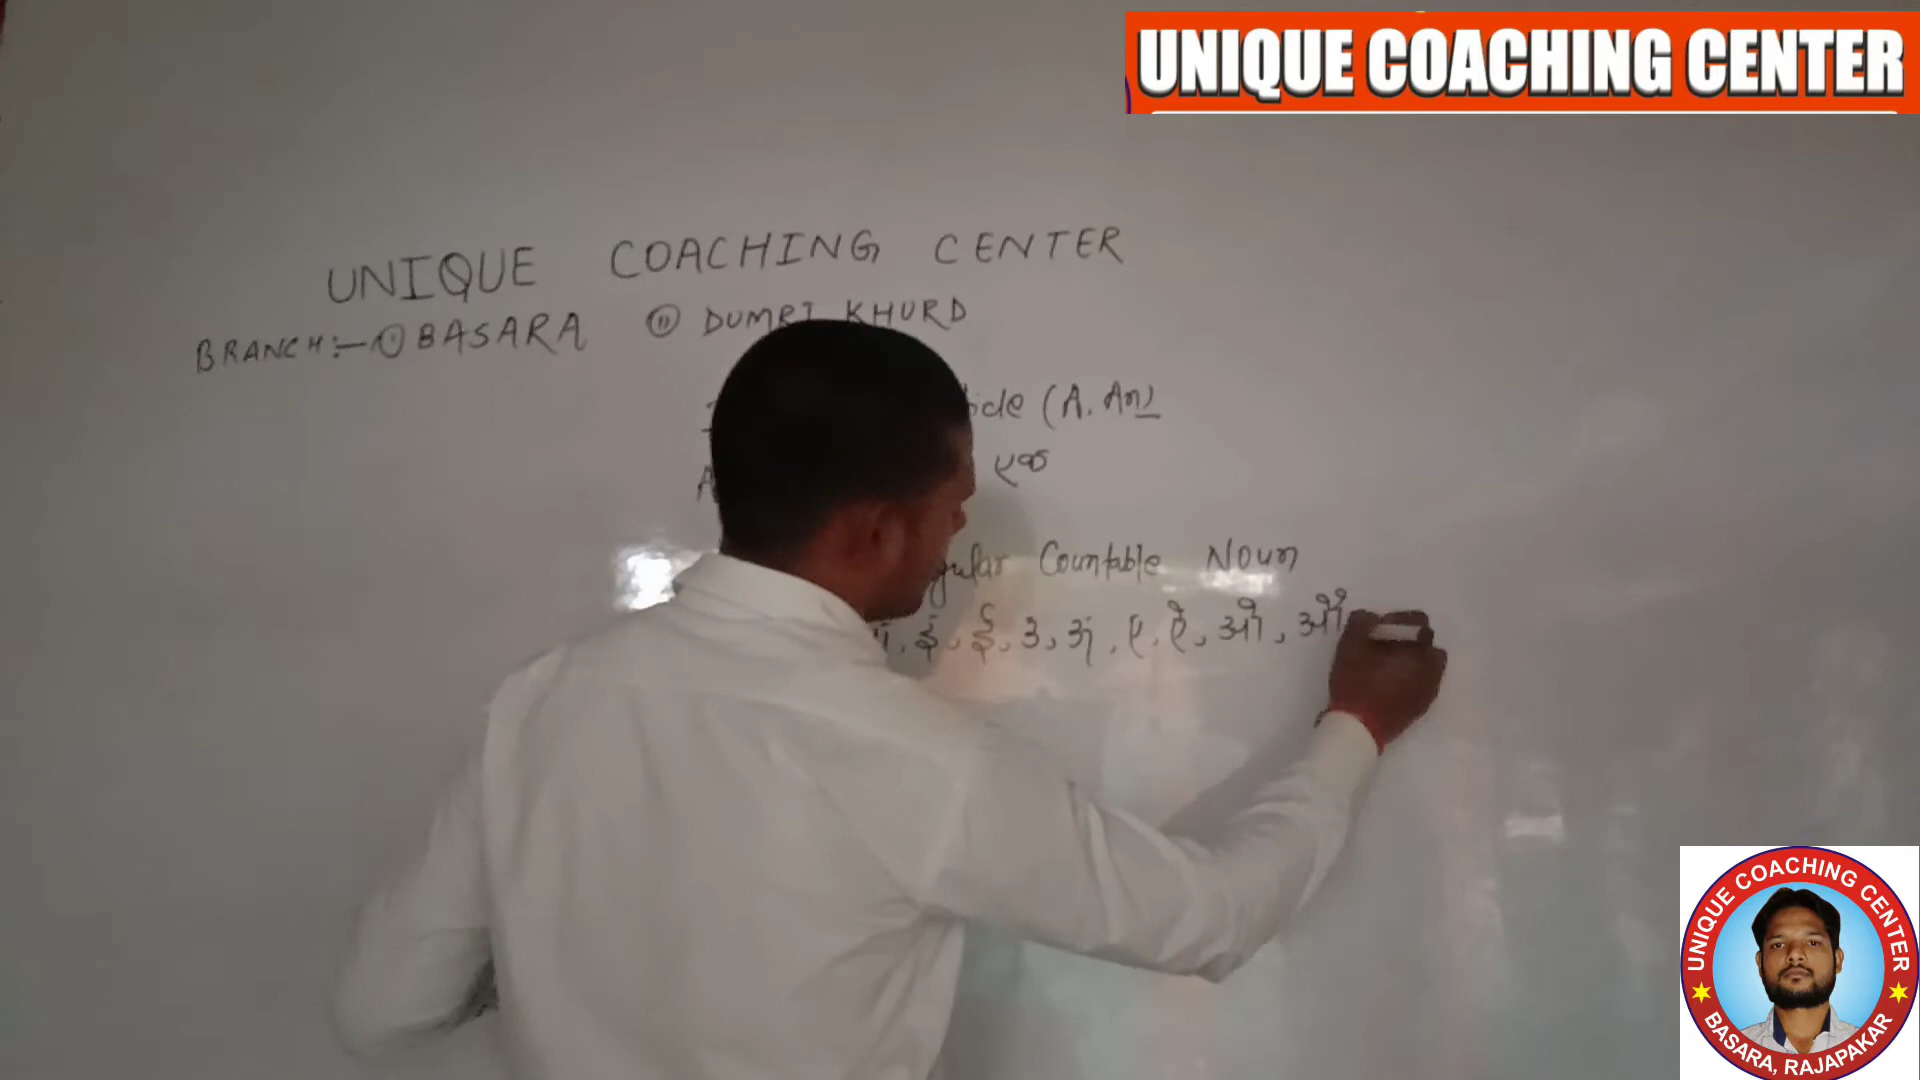 UNIQUE COACHING CENTER
UNIQUE COACHING CENTER
BRANCH:- (i) BASARA (ii) DUMRI KHURD
(A. An)
एक
Countable Noun
इ, ई, उ, ऊ, ए, ऐ, ओ, औ
UNIQUE COACHING CENTER
BASARA, RAJAPAKAR